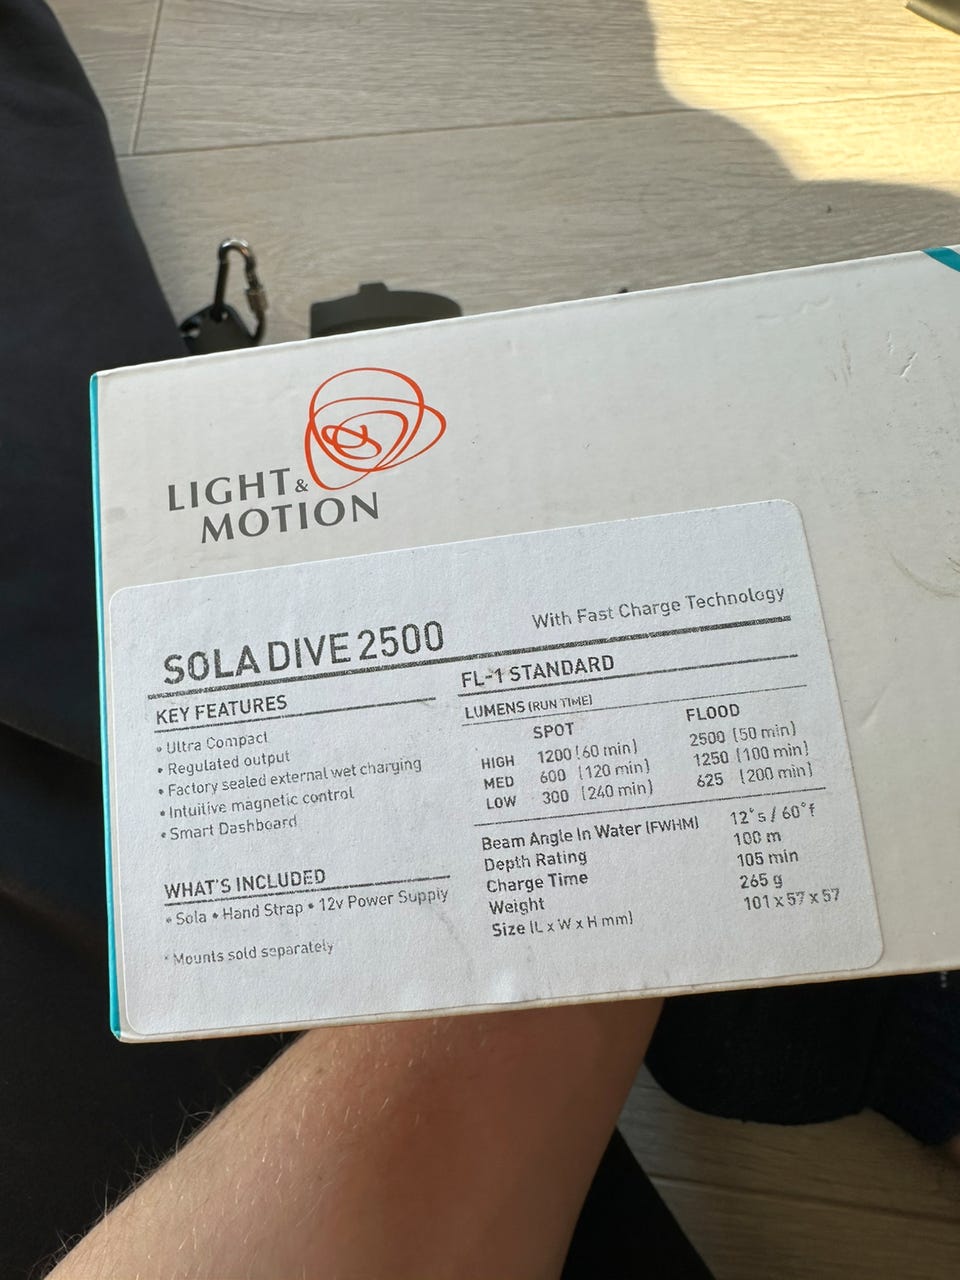 LIGHT &
MOTION
SOLA DIVE 2500
With Fast Charge Technology
KEY FEATURES
• Ultra Compact
• Regulated output
• Factory sealed external wet charging
• Intuitive magnetic control
• Smart Dashboard
WHAT'S INCLUDED
• Sola • Hand Strap • 12v Power Supply
* Mounts sold separately
FL-1 STANDARD
LUMENS (RUN TIME)
SPOT FLOOD
HIGH 1200 (60 min) 2500 (50 min)
MED 600 (120 min) 1250 (100 min)
LOW 300 (240 min) 625 (200 min)
Beam Angle In Water (FWHM) 12°s / 60°f
Depth Rating 100 m
Charge Time 105 min
Weight 265 g
Size (L x W x H mm) 101 x 57 x 57